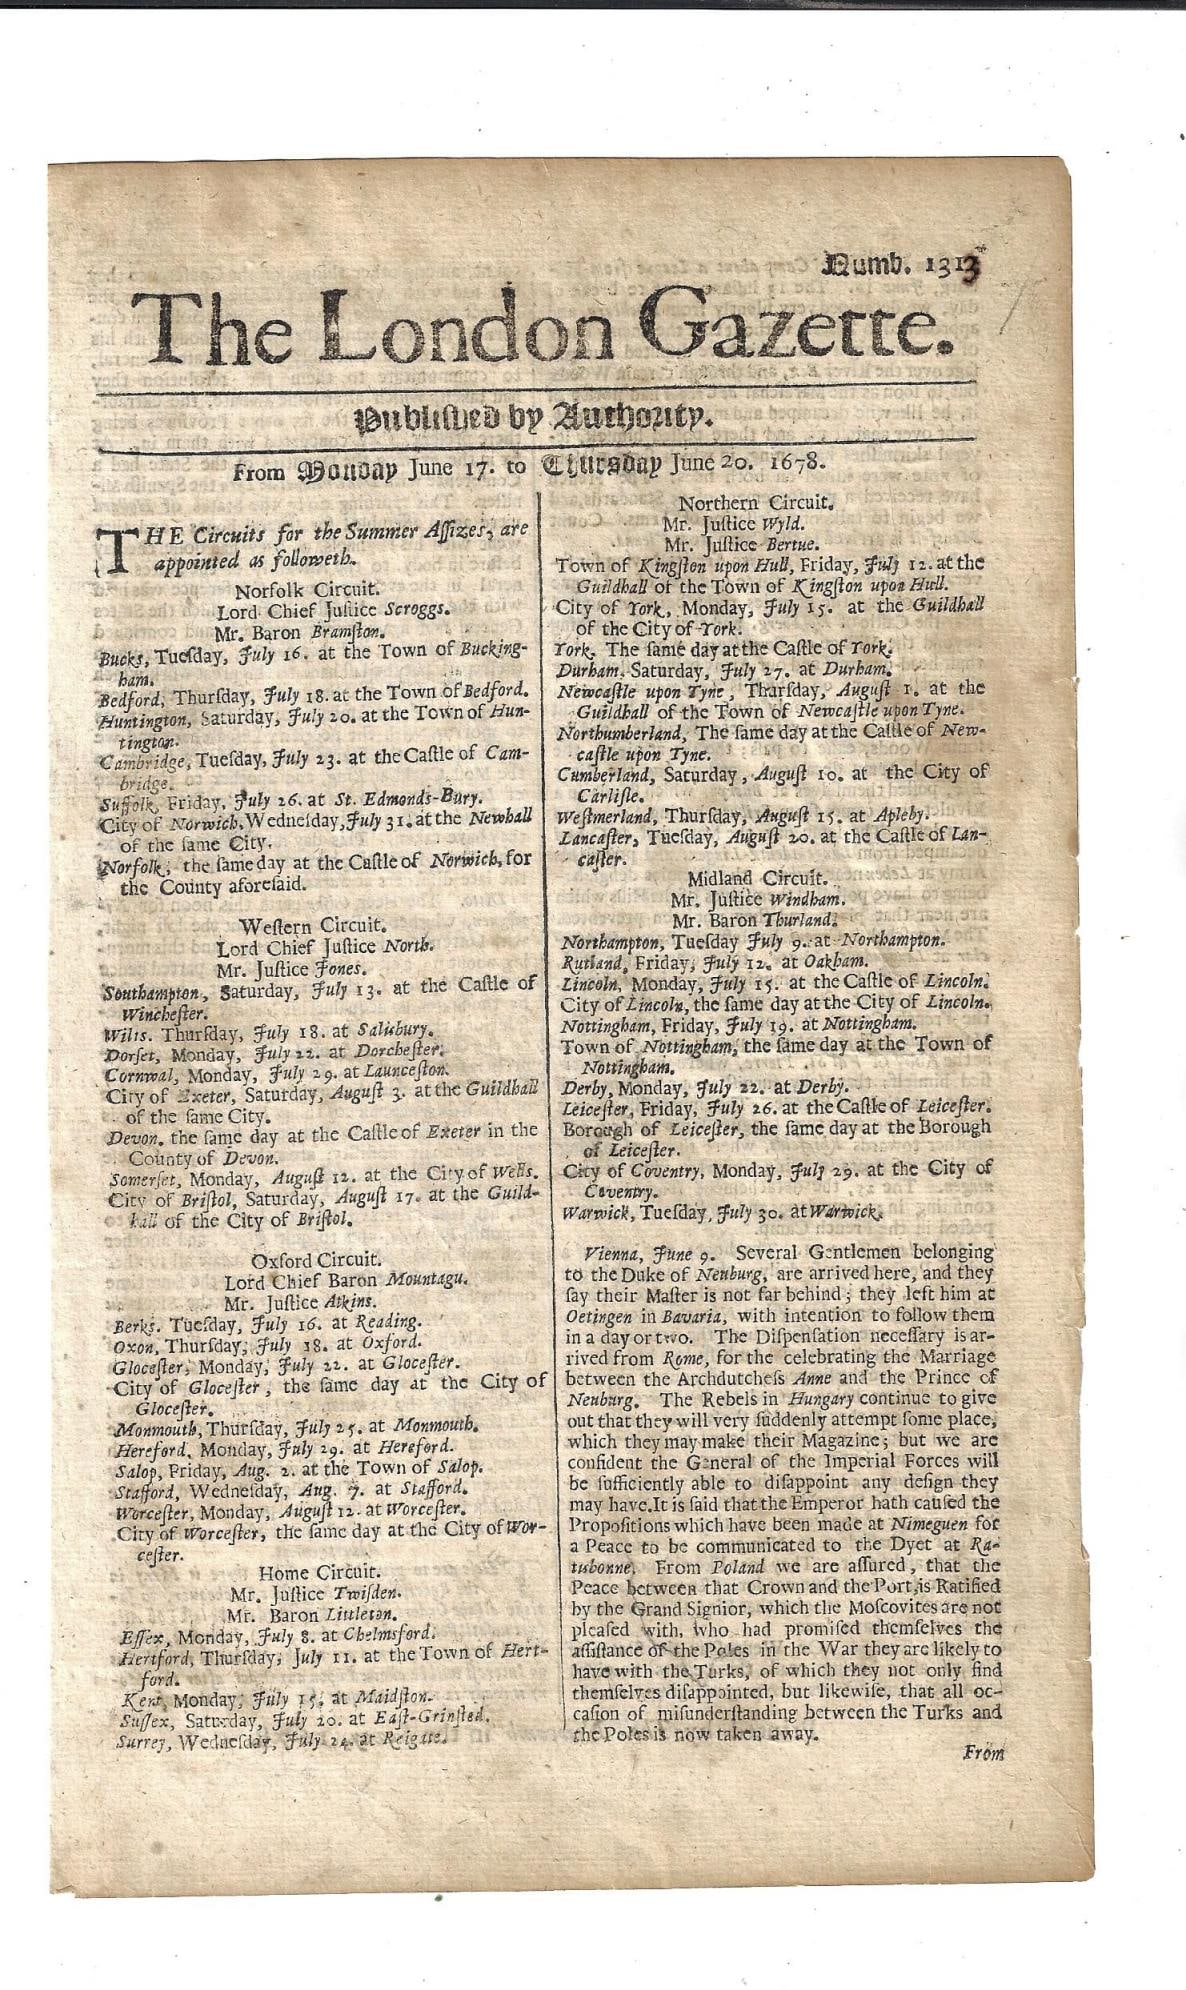 Numb. 1313
The London Gazette.
Published by Authority.
From Monday June 17. to Thursday June 20. 1678.
THE Circuits for the Summer Aſſizes, are
appointed as followeth.
Norfolk Circuit.
Lord Chief Juſtice Scroggs.
Mr. Baron Bramſton.
Bucks, Tueſday, July 16. at the Town of Bucking-
ham.
Bedford, Thurſday, July 18. at the Town of Bedford.
Huntington, Saturday, July 20. at the Town of Hun-
tington.
Cambridge, Tueſday, July 23. at the Caſtle of Cam-
bridge.
Suffolk, Friday, July 26. at St. Edmonds-Bury.
City of Norwich, Wedneſday, July 31. at the Newhall
of the ſame City.
Norfolk, the ſame day at the Caſtle of Norwich, for
the County aforeſaid.
Weſtern Circuit.
Lord Chief Juſtice North.
Mr. Juſtice Jones.
Southampton, Saturday, July 13. at the Caſtle of
Wincheſter.
Wilts. Thurſday, July 18. at Salisbury.
Dorſet, Monday, July 22. at Dorcheſter.
Cornwal, Monday, July 29. at Launceſton.
City of Exeter, Saturday, Auguſt 3. at the Guildhall
of the ſame City.
Devon. the ſame day at the Caſtle of Exeter in the
County of Devon.
Somerſet, Monday, Auguſt 12. at the City of Wells.
City of Briſtol, Saturday, Auguſt 17. at the Guild-
hall of the City of Briſtol.
Oxford Circuit.
Lord Chief Baron Mountagu.
Mr. Juſtice Atkins.
Berks. Tueſday, July 16. at Reading.
Oxon, Thurſday, July 18. at Oxford.
Gloceſter, Monday, July 22. at Gloceſter.
City of Gloceſter, the ſame day at the City of
Gloceſter.
Monmouth, Thurſday, July 25. at Monmouth.
Hereford, Monday, July 29. at Hereford.
Salop, Friday, Aug. 2. at the Town of Salop.
Stafford, Wedneſday, Aug. 7. at Stafford.
Worceſter, Monday, Auguſt 12. at Worceſter.
City of Worceſter, the ſame day at the City of Wor-
ceſter.
Home Circuit.
Mr. Juſtice Twiſden.
Mr. Baron Littleton.
Eſſex, Monday, July 8. at Chelmsford.
Hertford, Thurſday, July 11. at the Town of Hert-
ford.
Kent, Monday, July 15. at Maidſton.
Suſſex, Saturday, July 20. at Eaſt-Grinſted.
Surrey, Wedneſday, July 24. at Reigate.
Northern Circuit.
Mr. Juſtice Wyld.
Mr. Juſtice Bertue.
Town of Kingſton upon Hull, Friday, July 12. at the
Guildhall of the Town of Kingſton upon Hull.
City of York, Monday, July 15. at the Guildhall
of the City of York.
York. The ſame day at the Caſtle of York.
Durham, Saturday, July 27. at Durham.
Newcaſtle upon Tyne, Thurſday, Auguſt 1. at the
Guildhall of the Town of Newcaſtle upon Tyne.
Northumberland, The ſame day at the Caſtle of New-
caſtle upon Tyne.
Cumberland, Saturday, Auguſt 10. at the City of
Carliſle.
Weſtmerland, Thurſday, Auguſt 15. at Apleby.
Lancaſter, Tueſday, Auguſt 20. at the Caſtle of Lan-
caſter.
Midland Circuit.
Mr. Juſtice Windham.
Mr. Baron Thurland.
Northampton, Tueſday July 9. at Northampton.
Rutland, Friday, July 12. at Oakham.
Lincoln, Monday, July 15. at the Caſtle of Lincoln.
City of Lincoln, the ſame day at the City of Lincoln.
Nottingham, Friday, July 19. at Nottingham.
Town of Nottingham, the ſame day at the Town of
Nottingham.
Derby, Monday, July 22. at Derby.
Leiceſter, Friday, July 26. at the Caſtle of Leiceſter.
Borough of Leiceſter, the ſame day at the Borough
of Leiceſter.
City of Coventry, Monday, July 29. at the City of
Coventry.
Warwick, Tueſday, July 30. at Warwick.
Vienna, June 9. Several Gentlemen belonging
to the Duke of Neuburg, are arrived here, and they
ſay their Maſter is not far behind; they left him at
Oetingen in Bavaria, with intention to follow them
in a day or two. The Diſpenſation neceſſary is ar-
rived from Rome, for the celebrating the Marriage
between the Archdutcheſs Anne and the Prince of
Neuburg. The Rebels in Hungary continue to give
out that they will very ſuddenly attempt ſome place,
which they may make their Magazine; but we are
confident the General of the Imperial Forces will
be ſufficiently able to diſappoint any deſign they
may have. It is ſaid that the Emperor hath cauſed the
Propoſitions which have been made at Nimeguen for
a Peace to be communicated to the Dyet at Ra-
tubonne. From Poland we are aſſured, that the
Peace between that Crown and the Port, is Ratified
by the Grand Signior, which the Moſcovites are not
pleaſed with, who had promiſed themſelves the
aſſiſtance of the Poles in the War they are likely to
have with the Turks, of which they not only find
themſelves diſappointed, but likewiſe, that all oc-
caſion of miſunderſtanding between the Turks and
the Poles is now taken away.
From